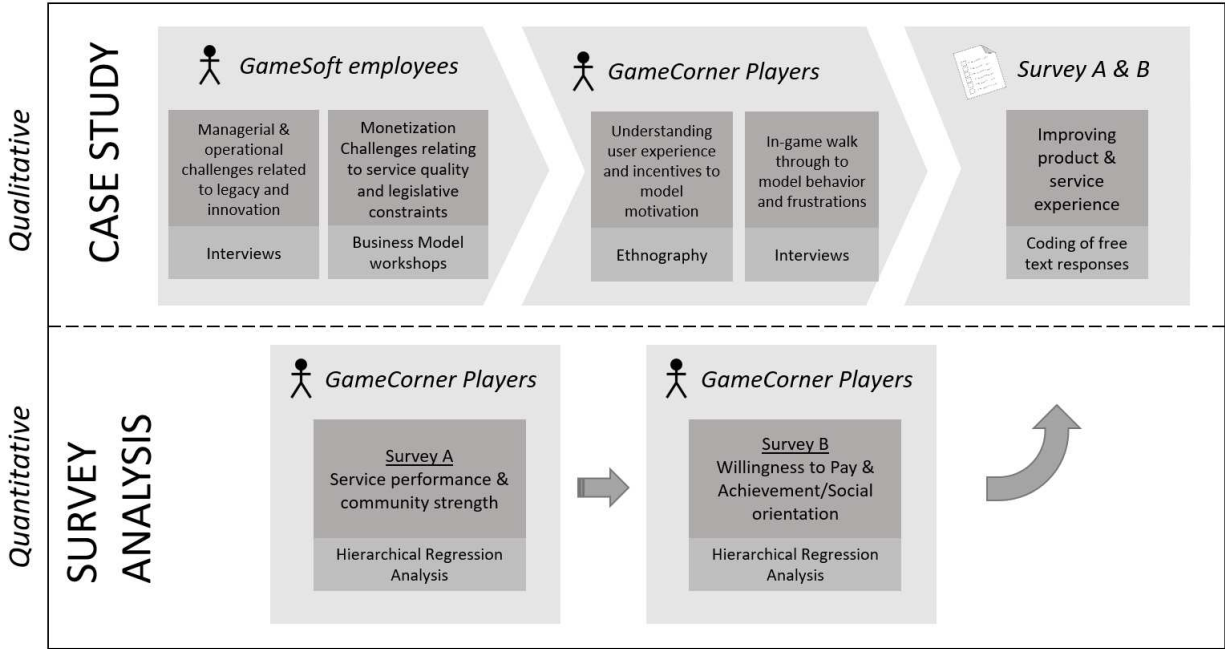 Qualitative
CASE STUDY
GameSoft employees
Managerial &
operational
challenges related
to legacy and
innovation
Interviews
Monetization
Challenges relating
to service quality
and legislative
constraints
Business Model
workshops
GameCorner Players
Understanding
user experience
and incentives to
model
motivation
Ethnography
In-game walk
through to
model behavior
and frustrations
Interviews
Survey A & B
Improving
product &
service
experience
Coding of free
text responses
Quantitative
SURVEY
ANALYSIS
GameCorner Players
Survey A
Service performance &
community strength
Hierarchical Regression
Analysis
GameCorner Players
Survey B
Willingness to Pay &
Achievement/Social
orientation
Hierarchical Regression
Analysis